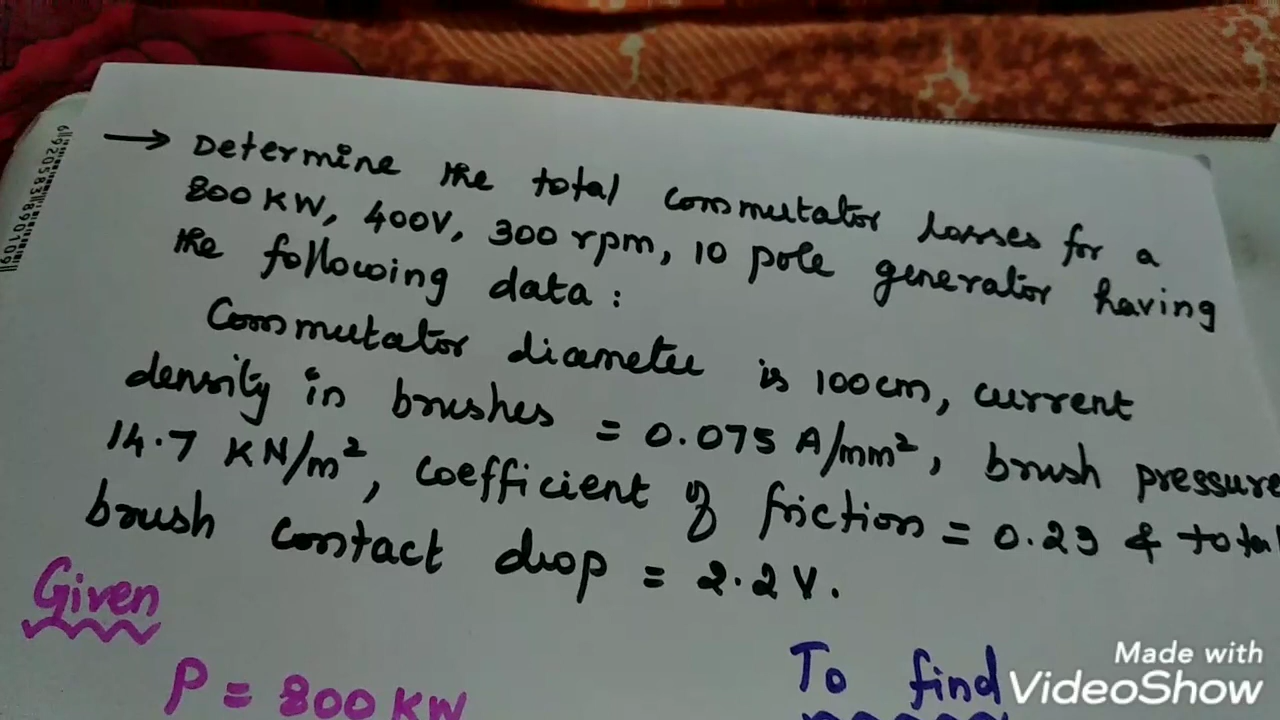 → Determine the total commutator losses for a
800 KW, 400V, 300 rpm, 10 pole generator having
the following data :
Commutator diameter is 100cm, current
density in brushes = 0.075 A/mm², brush pressure
14.7 KN/m², coefficient of friction = 0.23 & total
brush contact drop = 2.2 V.
Given
P = 800 KW
To find
Made with
VideoShow